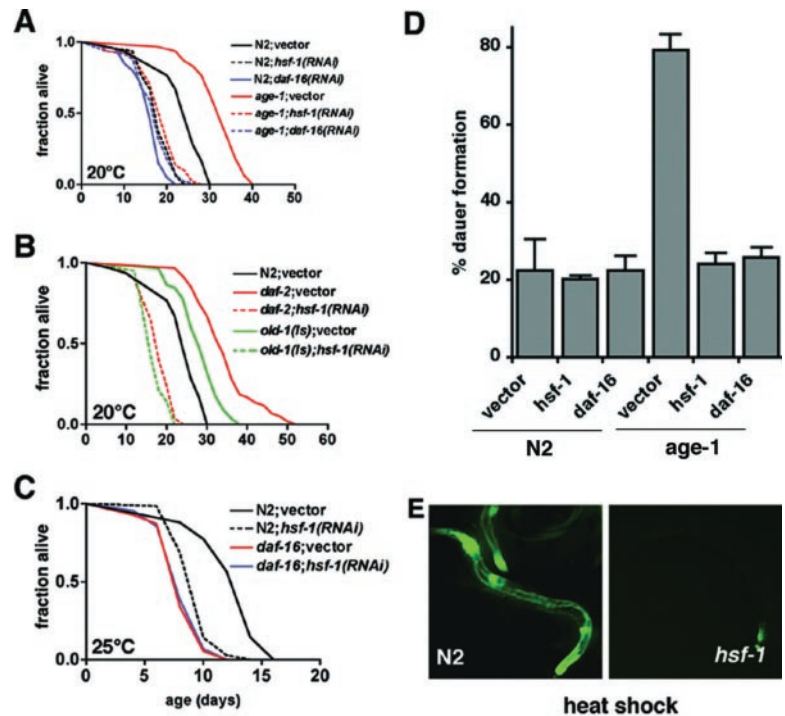 A
fraction alive
1.0
0.5
0.0
20°C
0 10 20 30 40 50
N2;vector
N2;hsf-1(RNAi)
N2;daf-16(RNAi)
age-1;vector
age-1;hsf-1(RNAi)
age-1;daf-16(RNAi)
B
fraction alive
1.0
0.5
0.0
20°C
0 10 20 30 40 50 60
N2;vector
daf-2;vector
daf-2;hsf-1(RNAi)
old-1(Is);vector
old-1(Is);hsf-1(RNAi)
C
fraction alive
1.0
0.5
0.0
25°C
0 5 10 15 20
age (days)
N2;vector
N2;hsf-1(RNAi)
daf-16;vector
daf-16;hsf-1(RNAi)
D
% dauer formation
80
60
40
20
0
vector hsf-1 daf-16 vector hsf-1 daf-16
N2 age-1
E
N2 hsf-1
heat shock